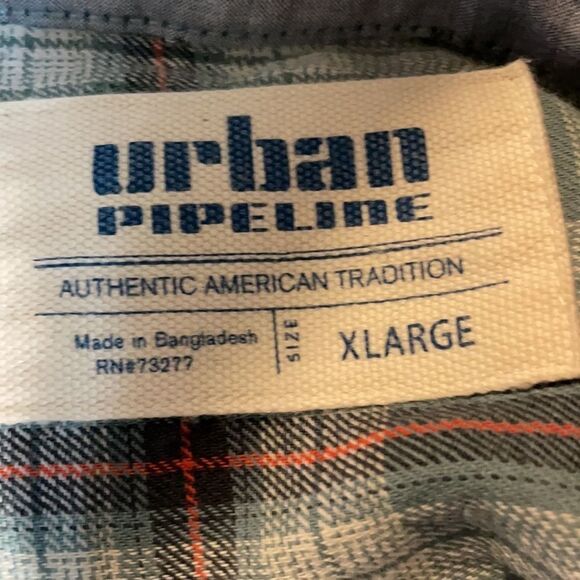 urban
PIPELINE
AUTHENTIC AMERICAN TRADITION
Made in Bangladesh
RN#73277
SIZE
XLARGE